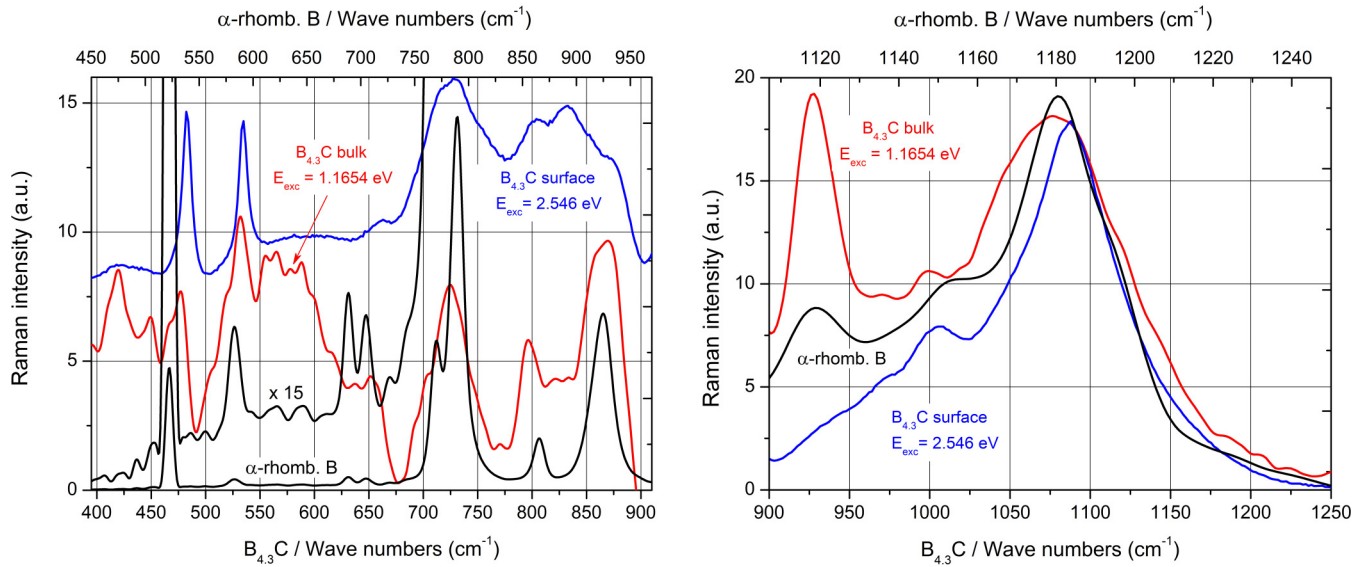 α-rhomb. B / Wave numbers (cm⁻¹)
450 500 550 600 650 700 750 800 850 900 950
15
10
5
0
Raman intensity (a.u.)
B₄.₃C bulk
E_exc = 1.1654 eV
B₄.₃C surface
E_exc = 2.546 eV
x 15
α-rhomb. B
400 450 500 550 600 650 700 750 800 850 900
B₄.₃C / Wave numbers (cm⁻¹)
α-rhomb. B / Wave numbers (cm⁻¹)
1120 1140 1160 1180 1200 1220 1240
20
15
10
5
0
Raman intensity (a.u.)
B₄.₃C bulk
E_exc = 1.1654 eV
α-rhomb. B
B₄.₃C surface
E_exc = 2.546 eV
900 950 1000 1050 1100 1150 1200 1250
B₄.₃C / Wave numbers (cm⁻¹)